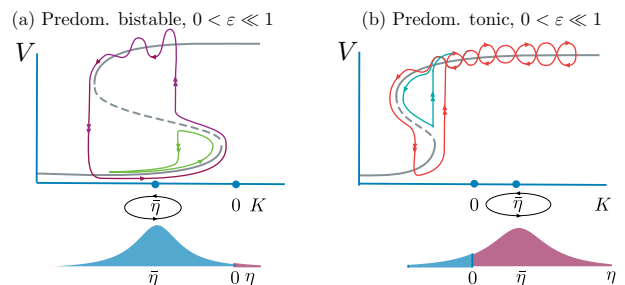 (a) Predom. bistable, 0 < ε ≪ 1
(b) Predom. tonic, 0 < ε ≪ 1
V
V
η̄ 0 K
0 η̄ K
η̄ 0 η
0 η̄ η